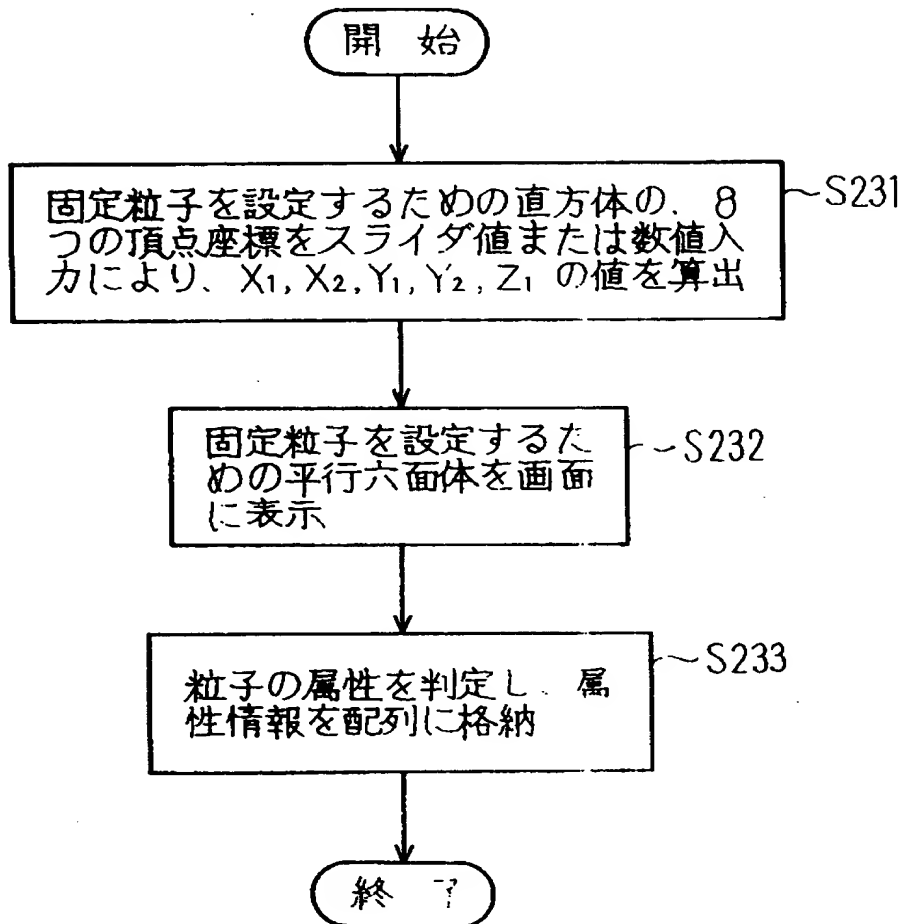 開 始
固定粒子を設定するための直方体の、8
つの頂点座標をスライダ値または数値入
力により、X1, X2, Y1, Y2, Z1 の値を算出
~S231
固定粒子を設定するた
めの平行六面体を画面
に表示
~S232
粒子の属性を判定し、属
性情報を配列に格納
~S233
終 了